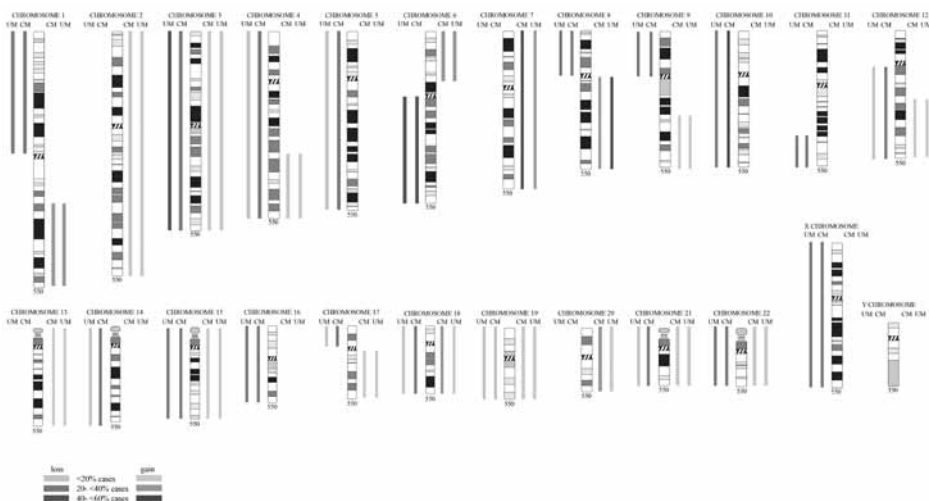 CHROMOSOME 1 CHROMOSOME 2 CHROMOSOME 3 CHROMOSOME 4 CHROMOSOME 5 CHROMOSOME 6 CHROMOSOME 7 CHROMOSOME 8 CHROMOSOME 9 CHROMOSOME 10 CHROMOSOME 11 CHROMOSOME 12
UM CM CM UM UM CM CM UM UM CM CM UM UM CM CM UM UM CM CM UM UM CM CM UM UM CM CM UM UM CM CM UM UM CM CM UM UM CM CM UM UM CM CM UM UM CM CM UM
550 550 550 550 550 550 550 550 550 550 550 550
X CHROMOSOME
UM CM CM UM
550
Y CHROMOSOME
UM CM CM UM
550
CHROMOSOME 13 CHROMOSOME 14 CHROMOSOME 15 CHROMOSOME 16 CHROMOSOME 17 CHROMOSOME 18 CHROMOSOME 19 CHROMOSOME 20 CHROMOSOME 21 CHROMOSOME 22
UM CM CM UM UM CM CM UM UM CM CM UM UM CM CM UM UM CM CM UM UM CM CM UM UM CM CM UM UM CM CM UM UM CM CM UM UM CM CM UM
550 550 550 550 550 550 550 550 550 550
loss gain
<20% cases
20- <40% cases
40- <60% cases